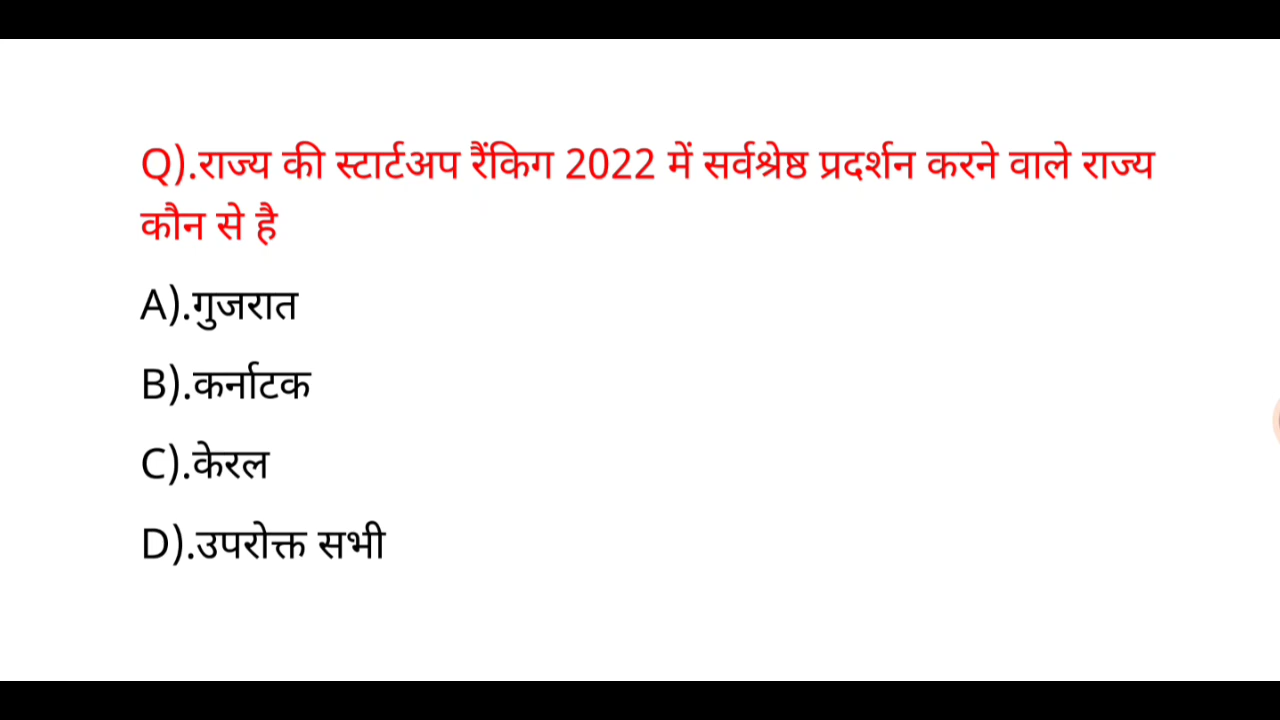 Q).राज्य की स्टार्टअप रैंकिग 2022 में सर्वश्रेष्ठ प्रदर्शन करने वाले राज्य
कौन से है
A).गुजरात
B).कर्नाटक
C).केरल
D).उपरोक्त सभी